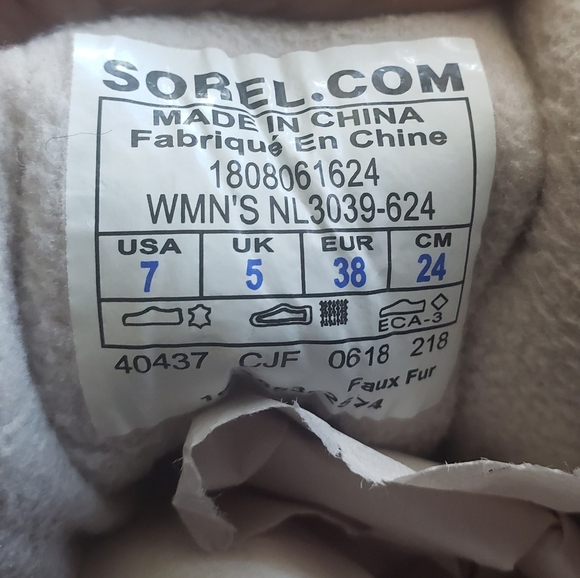 SOREL.COM
MADE IN CHINA
Fabriqué En Chine
1808061624
WMN'S NL3039-624
USA UK EUR CM
7 5 38 24
ECA-3
40437 CJF 0618 218
Faux Fur